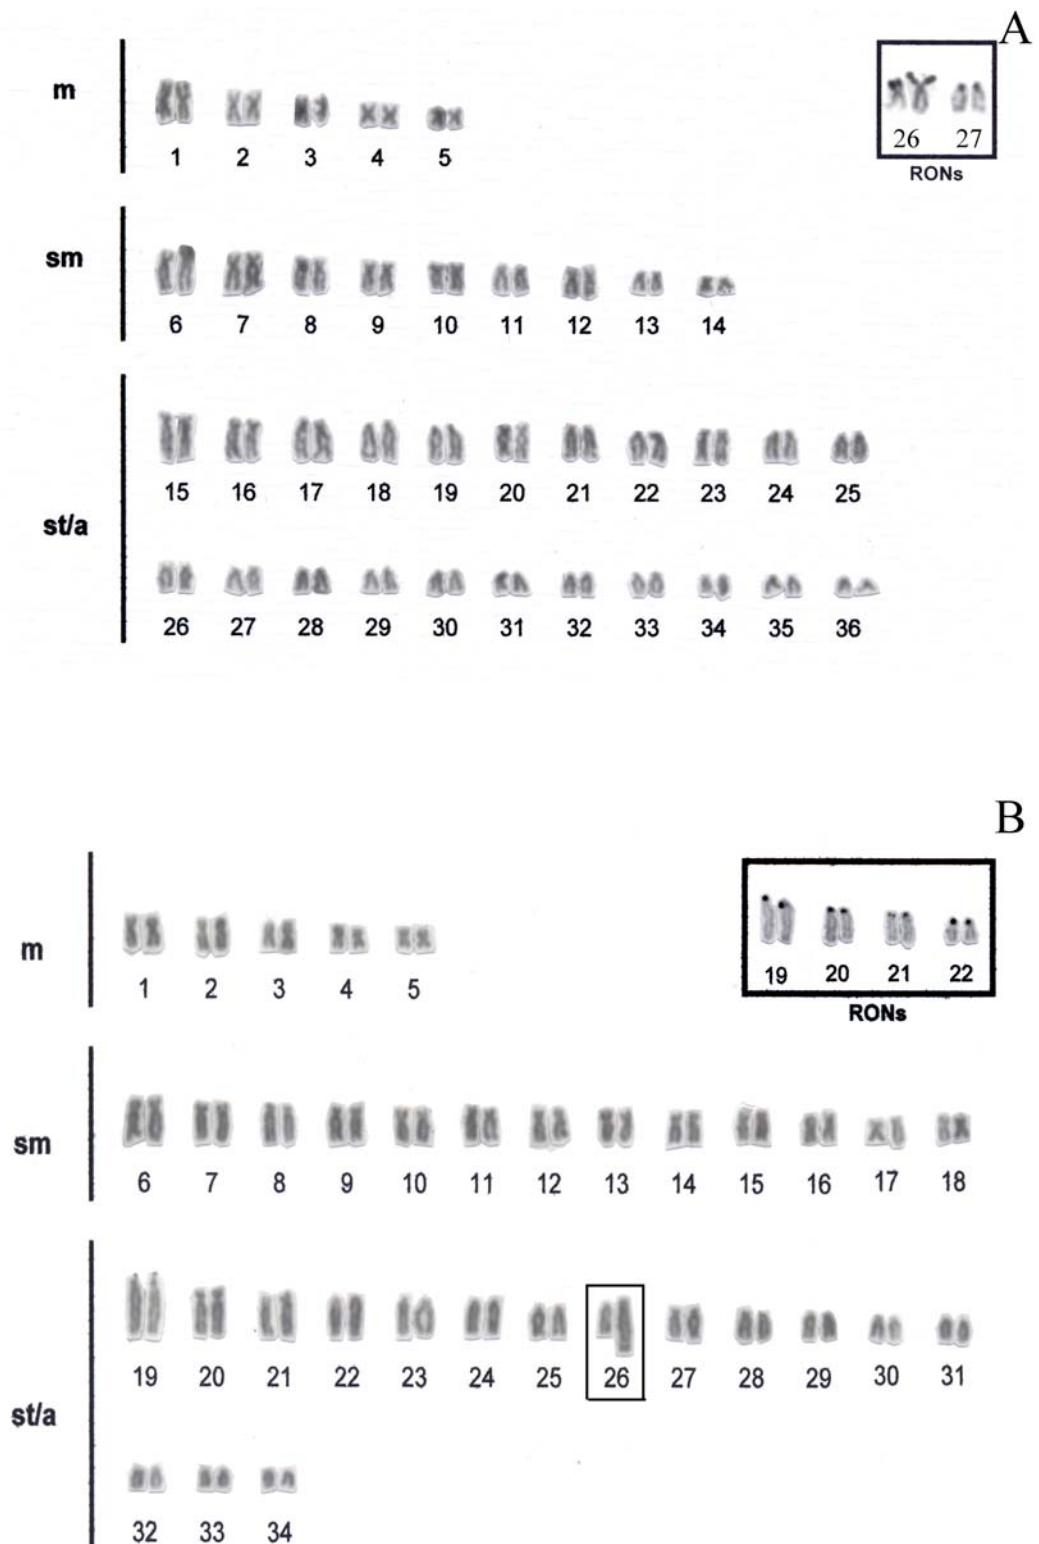 A
m
1 2 3 4 5
26 27
RONs
sm
6 7 8 9 10 11 12 13 14
st/a
15 16 17 18 19 20 21 22 23 24 25
26 27 28 29 30 31 32 33 34 35 36
B
m
1 2 3 4 5
19 20 21 22
RONs
sm
6 7 8 9 10 11 12 13 14 15 16 17 18
st/a
19 20 21 22 23 24 25 26 27 28 29 30 31
32 33 34